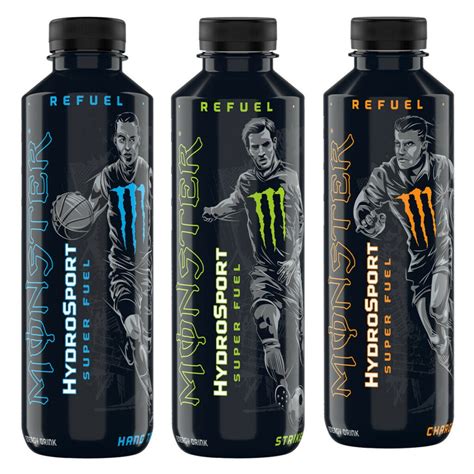 REFUEL
MONSTER
HYDROSPORT
SUPER FUEL
ENERGY DRINK
HANG
REFUEL
MONSTER
HYDROSPORT
SUPER FUEL
ENERGY DRINK
STRIK
REFUEL
MONSTER
HYDROSPORT
SUPER FUEL
ENERGY DRINK
CHAR